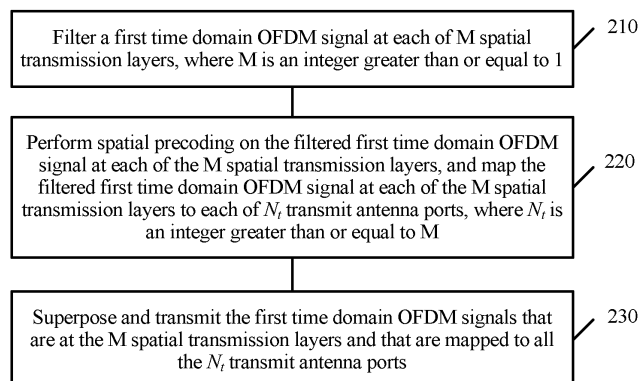 Filter a first time domain OFDM signal at each of M spatial
transmission layers, where M is an integer greater than or equal to 1
210
Perform spatial precoding on the filtered first time domain OFDM
signal at each of the M spatial transmission layers, and map the
filtered first time domain OFDM signal at each of the M spatial
transmission layers to each of Nt transmit antenna ports, where Nt is
an integer greater than or equal to M
220
Superpose and transmit the first time domain OFDM signals that
are at the M spatial transmission layers and that are mapped to all
the Nt transmit antenna ports
230